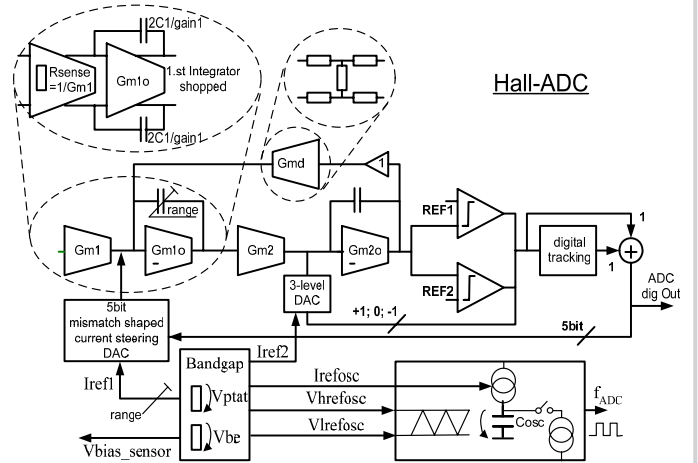 2C1/gain1
Rsense
=1/Gm1
Gm1o
1.st Integrator
shopped
2C1/gain1
Hall-ADC
Gmd
1
range
REF1
Gm1
Gm1o
-
Gm2
Gm2o
-
REF2
digital
tracking
1
1
+
ADC
dig Out
3-level
DAC
+1; 0; -1
5bit
5bit
mismatch shaped
current steering
DAC
Iref1
range
Iref2
Bandgap
Vptat
Vbe
Vbias_sensor
Irefosc
Vhrefosc
Vlrefosc
Cosc
fADC